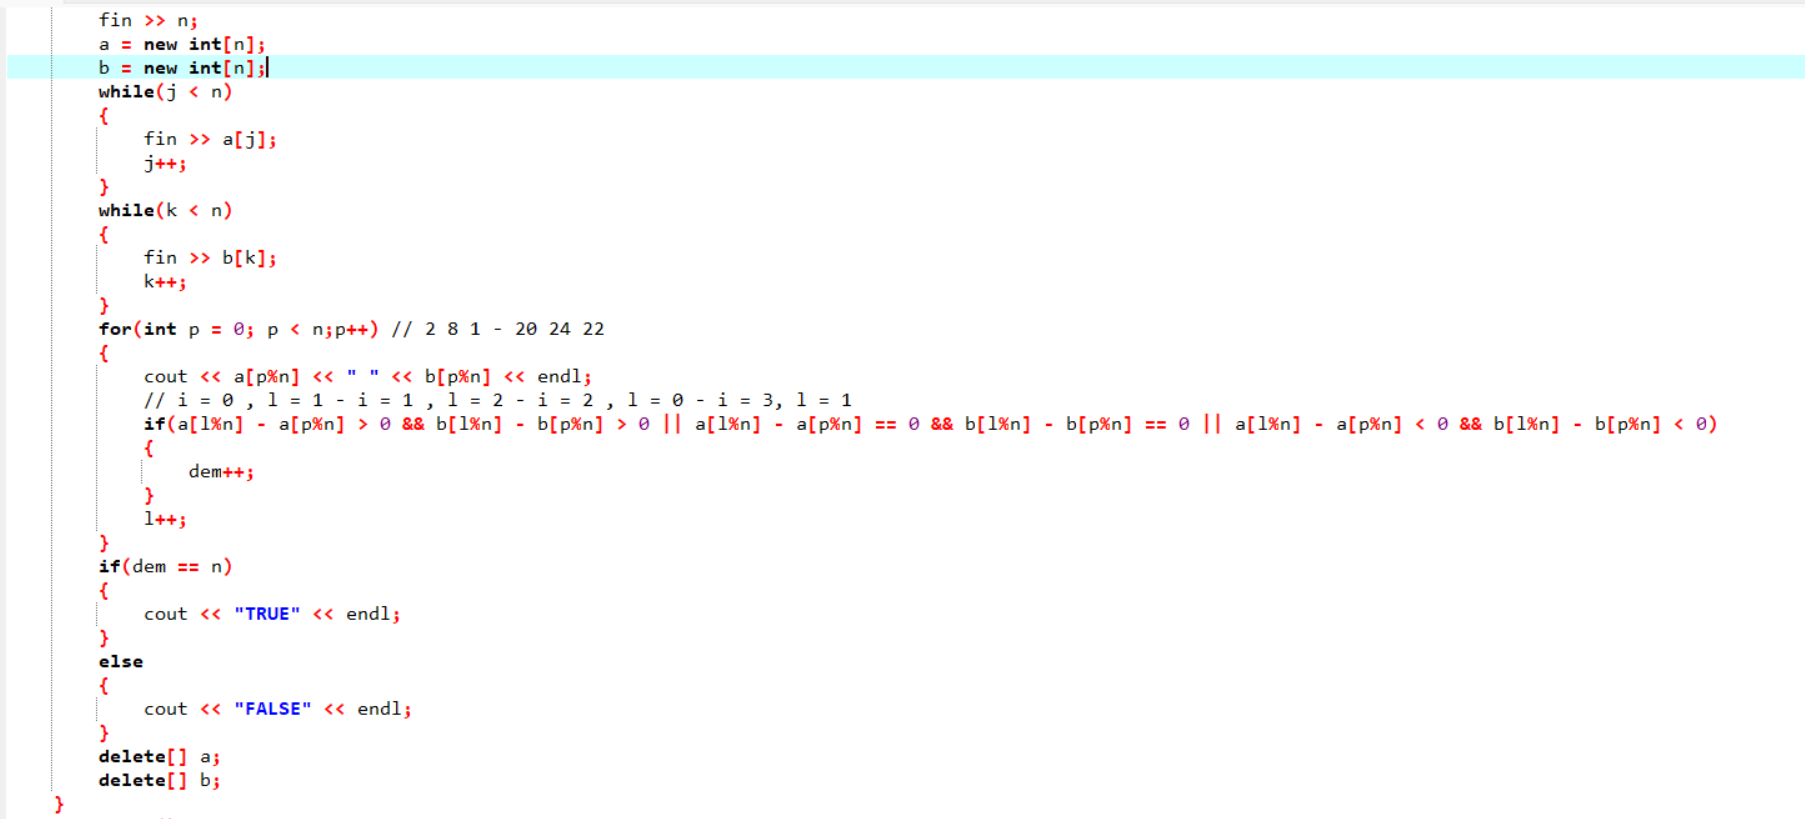 fin >> n;
a = new int[n];
b = new int[n];
while(j < n)
{
fin >> a[j];
j++;
}
while(k < n)
{
fin >> b[k];
k++;
}
for(int p = 0; p < n;p++) // 2 8 1 - 20 24 22
{
cout << a[p%n] << " " << b[p%n] << endl;
// i = 0 , l = 1 - i = 1 , l = 2 - i = 2 , l = 0 - i = 3, l = 1
if(a[l%n] - a[p%n] > 0 && b[l%n] - b[p%n] > 0 || a[l%n] - a[p%n] == 0 && b[l%n] - b[p%n] == 0 || a[l%n] - a[p%n] < 0 && b[l%n] - b[p%n] < 0)
{
dem++;
}
l++;
}
if(dem == n)
{
cout << "TRUE" << endl;
}
else
{
cout << "FALSE" << endl;
}
delete[] a;
delete[] b;
}